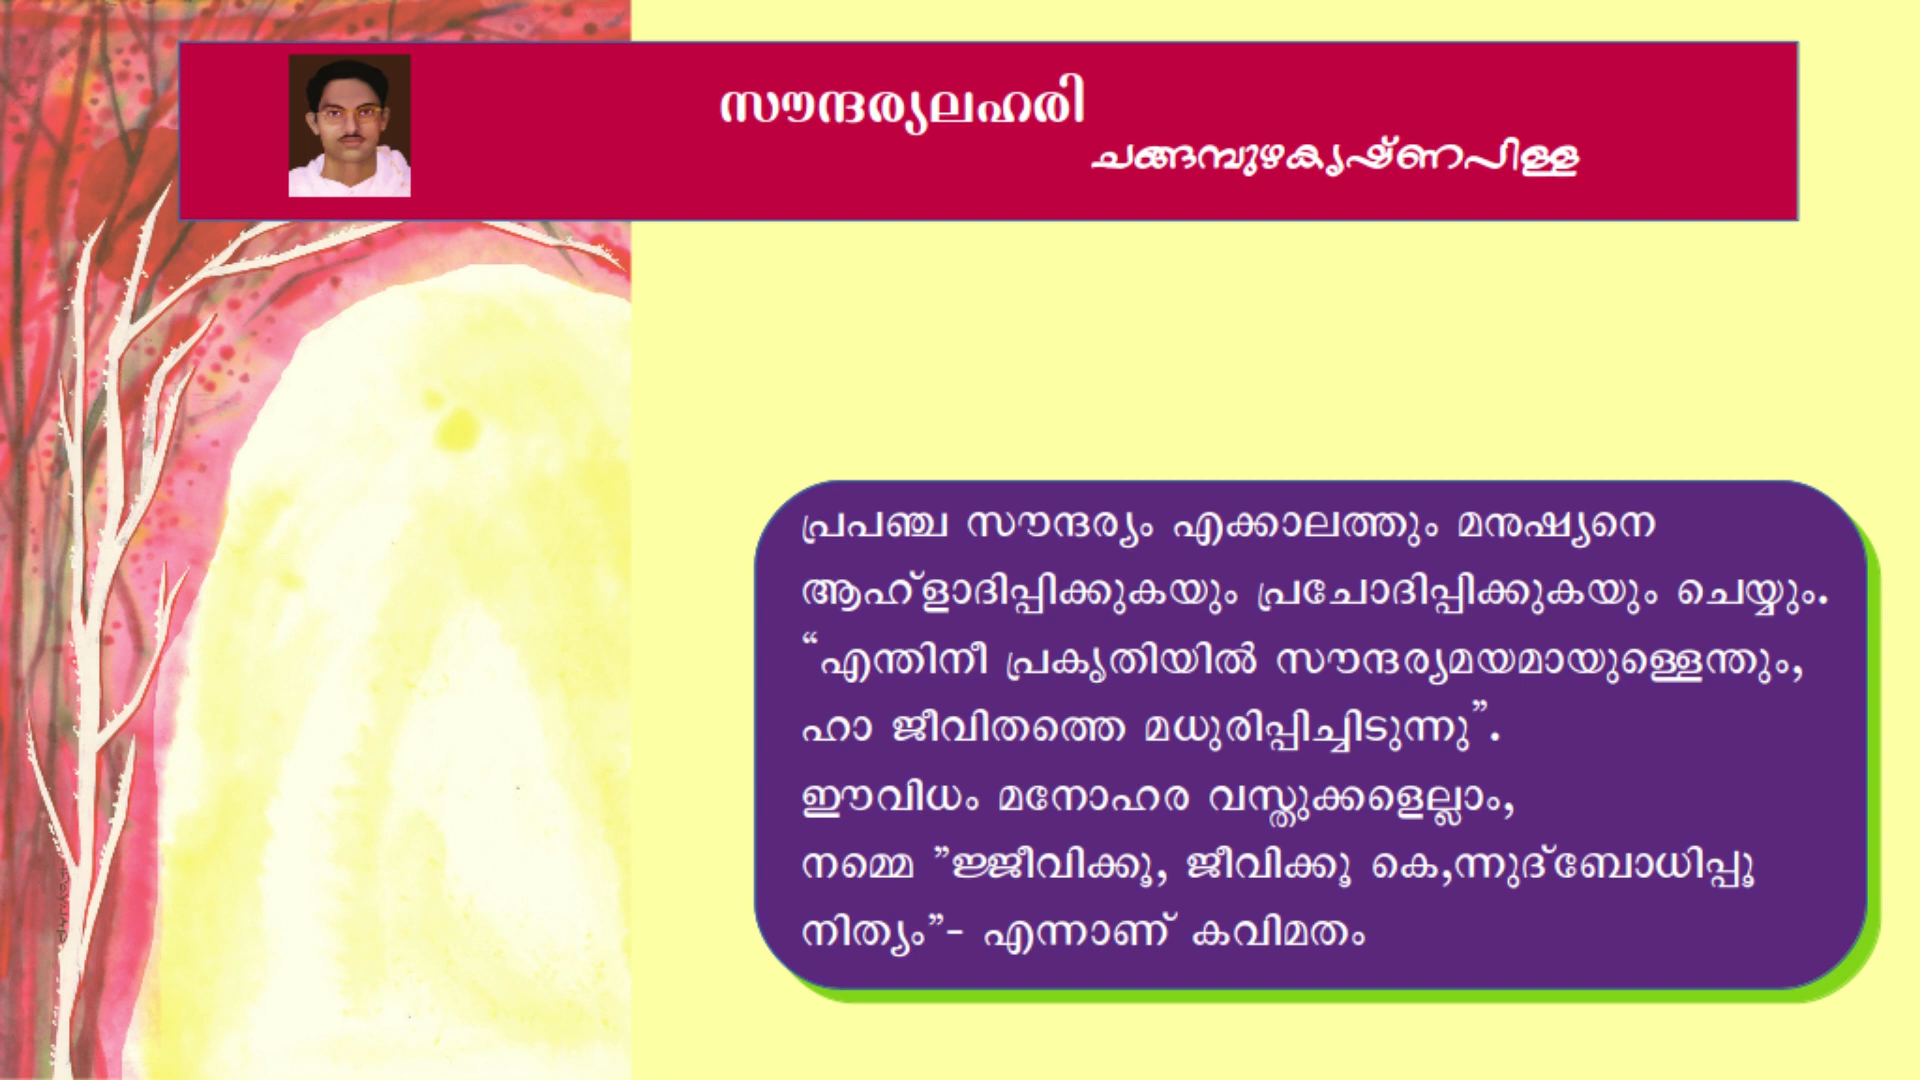 സൗന്ദര്യലഹരി
ചങ്ങമ്പുഴകൃഷ്ണപിള്ള
പ്രപഞ്ച സൗന്ദര്യം എക്കാലത്തും മനുഷ്യനെ
ആഹ്ളാദിപ്പിക്കുകയും പ്രചോദിപ്പിക്കുകയും ചെയ്യും.
“എന്തിനീ പ്രകൃതിയിൽ സൗന്ദര്യമയമായുള്ളെന്തും,
ഹാ ജീവിതത്തെ മധുരിപ്പിച്ചിടുന്നു”.
ഈവിധം മനോഹര വസ്തുക്കളെല്ലാം,
നമ്മെ ”ജ്ജീവിക്കൂ, ജീവിക്കൂ കെ,ന്നുദ്ബോധിപ്പൂ
നിത്യം”- എന്നാണ് കവിമതം